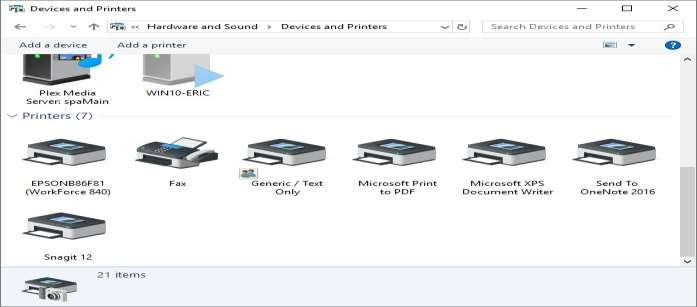 Devices and Printers
« Hardware and Sound › Devices and Printers
Search Devices and Printers
Add a device Add a printer
?
Plex Media
Server: spaMain
WIN10-ERIC
Printers (7)
EPSONB86F81
(WorkForce 840)
Fax
Generic / Text
Only
Microsoft Print
to PDF
Microsoft XPS
Document Writer
Send To
OneNote 2016
Snagit 12
21 items